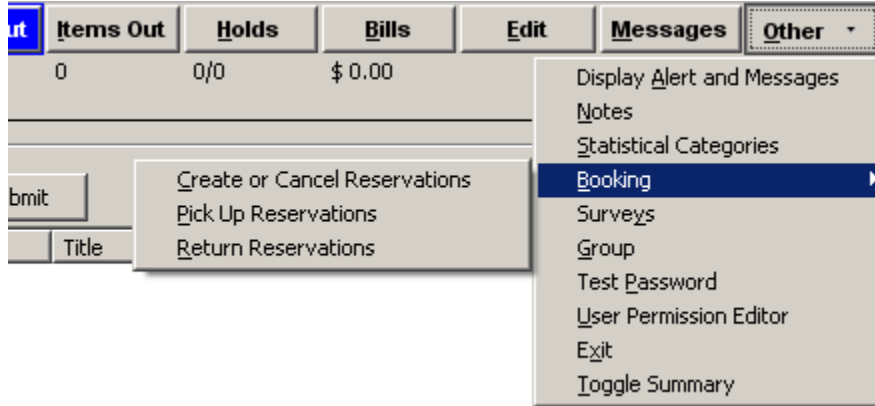 ut Items Out Holds Bills Edit Messages Other
0 0/0 $ 0.00
Display Alert and Messages
Notes
Statistical Categories
Booking
Create or Cancel Reservations
Pick Up Reservations
Return Reservations
Surveys
Group
Test Password
User Permission Editor
Exit
Toggle Summary
bmit
Title